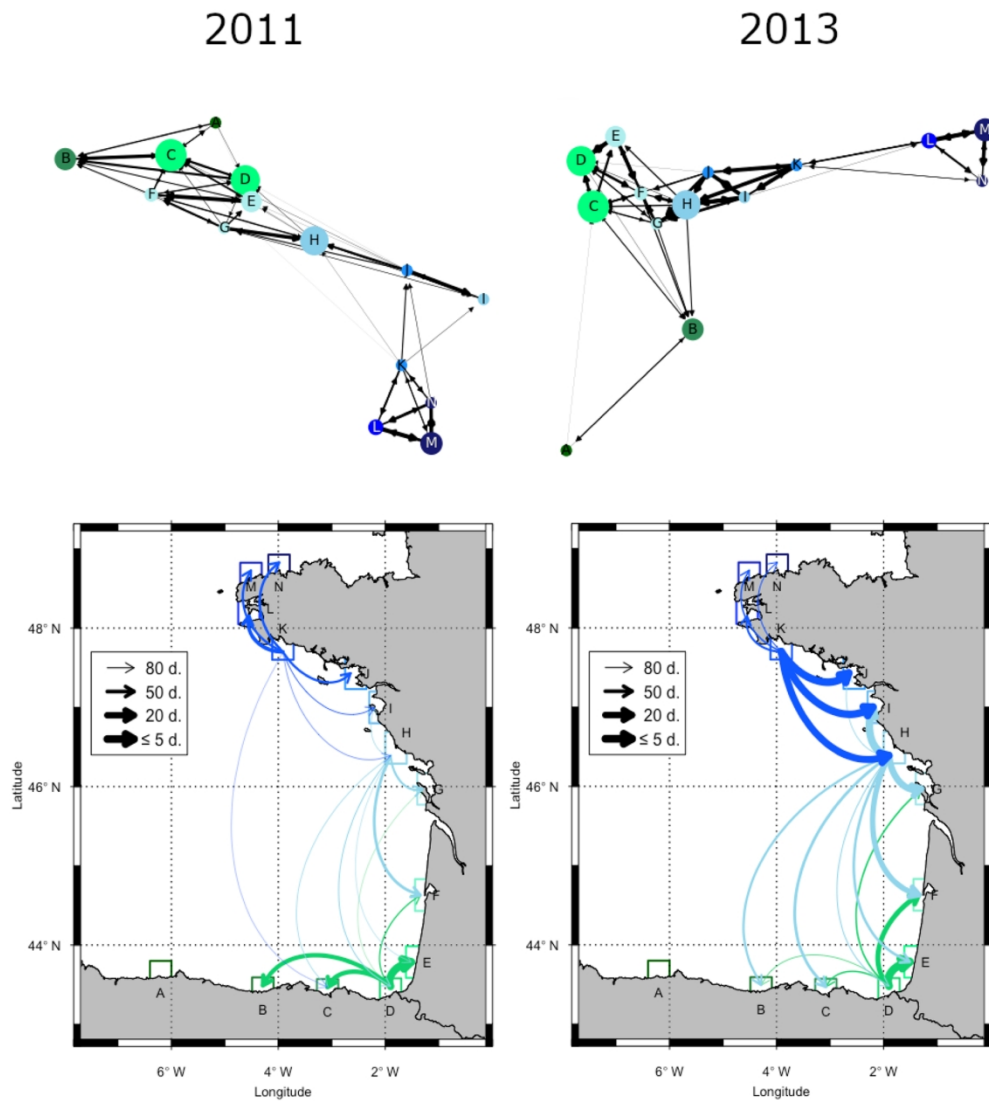 2011
2013
A
B
C
D
F
E
G
H
J
I
K
N
L
M
E
D
F
C
G
H
J
I
K
L
M
N
B
A
48° N
46° N
44° N
Latitude
80 d.
50 d.
20 d.
≤ 5 d.
M
N
L
K
J
I
H
G
F
E
A
B
C
D
6° W
4° W
2° W
Longitude
48° N
46° N
44° N
Latitude
80 d.
50 d.
20 d.
≤ 5 d.
M
N
L
K
J
I
H
G
F
E
A
B
C
D
6° W
4° W
2° W
Longitude